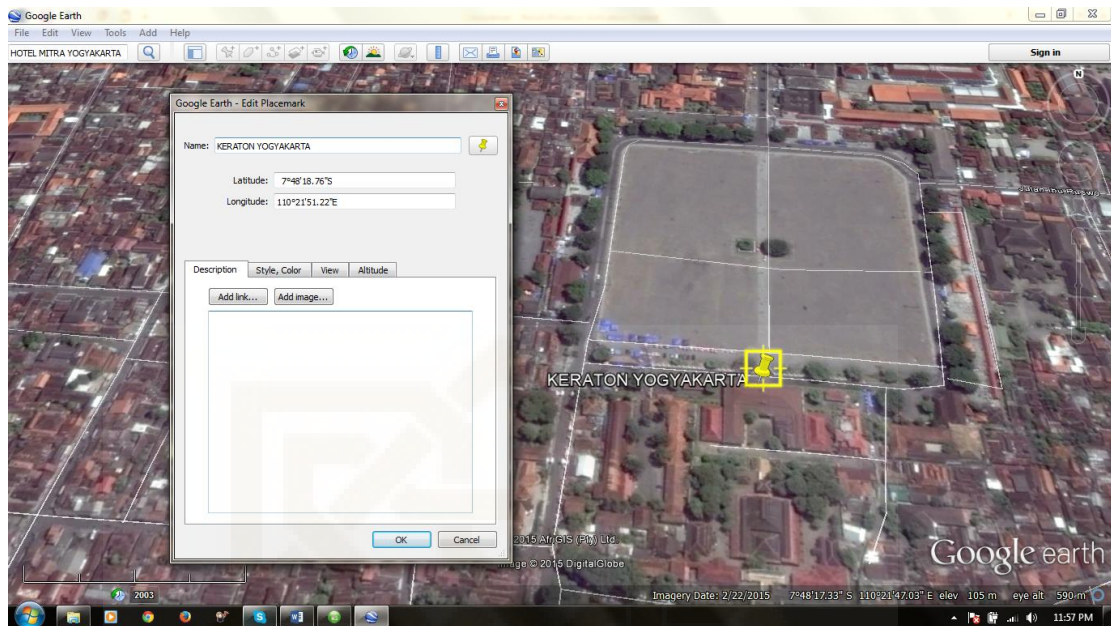 Google Earth
File Edit View Tools Add Help
HOTEL MITRA YOGYAKARTA
Sign in
N
Google Earth - Edit Placemark
Name: KERATON YOGYAKARTA
Latitude: 7°48'18.76"S
Longitude: 110°21'51.22"E
Description Style, Color View Altitude
Add link... Add image...
KERATON YOGYAKARTA
OK Cancel
2015 AfriGIS (Pty) Ltd.
Image © 2015 DigitalGlobe
Google earth
2003
Imagery Date: 2/22/2015 7°48'17.33" S 110°21'47.03" E elev 105 m eye alt 590 m
11:57 PM